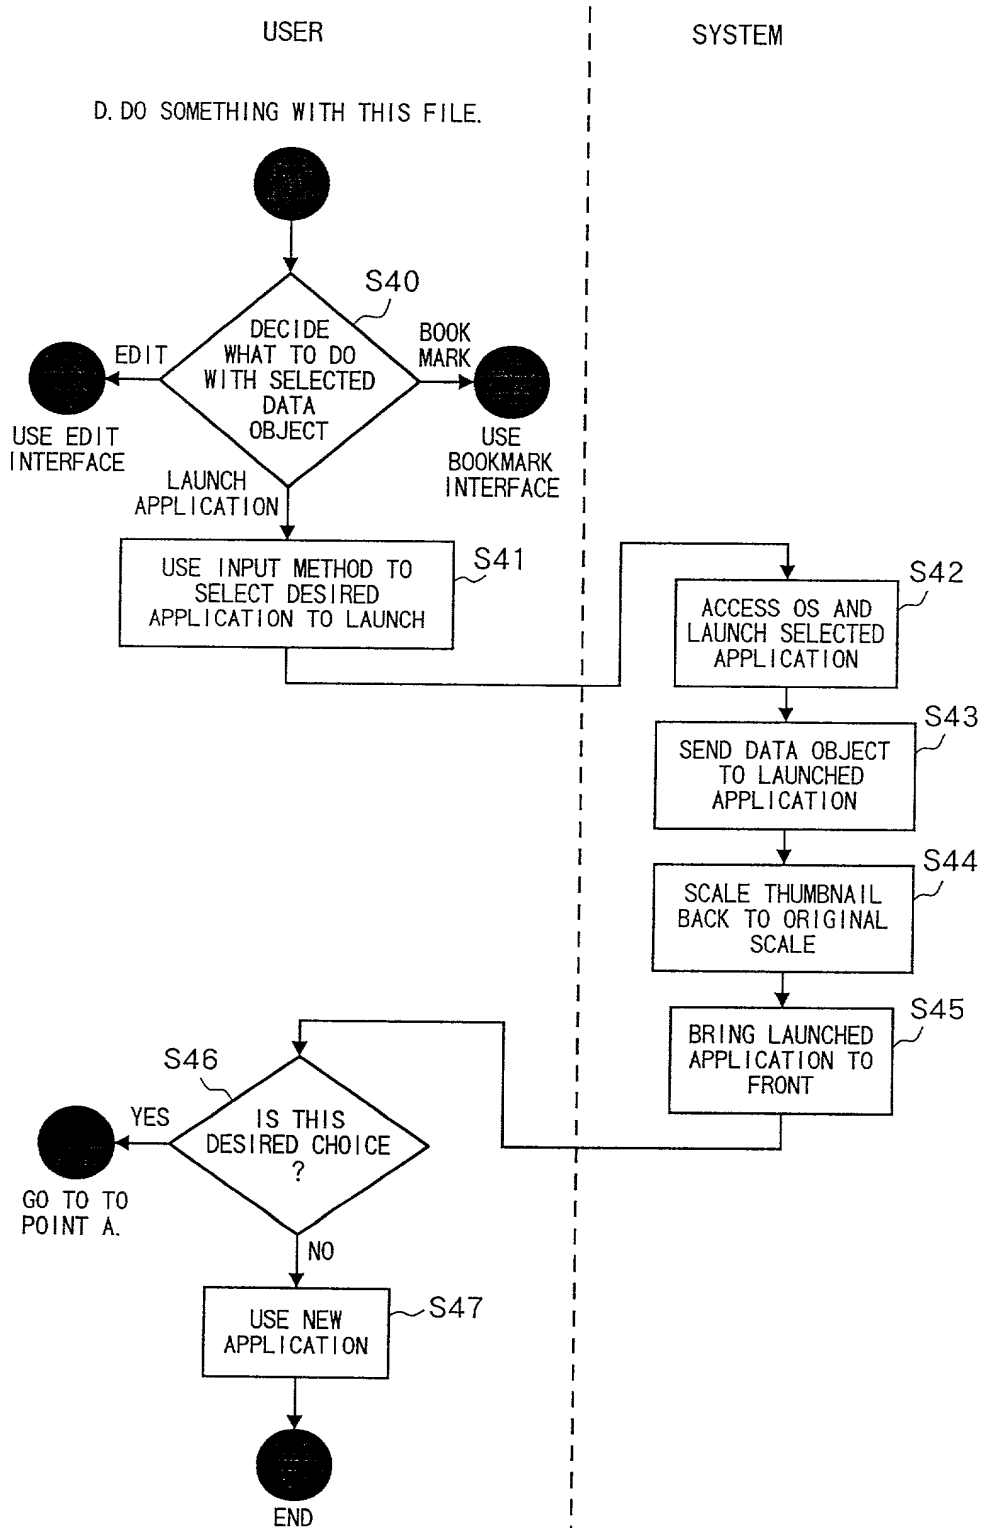 USER
SYSTEM
D. DO SOMETHING WITH THIS FILE.
S40
DECIDE
WHAT TO DO
WITH SELECTED
DATA
OBJECT
EDIT
BOOK
MARK
USE EDIT
INTERFACE
USE
BOOKMARK
INTERFACE
LAUNCH
APPLICATION
S41
USE INPUT METHOD TO
SELECT DESIRED
APPLICATION TO LAUNCH
S42
ACCESS OS AND
LAUNCH SELECTED
APPLICATION
S43
SEND DATA OBJECT
TO LAUNCHED
APPLICATION
S44
SCALE THUMBNAIL
BACK TO ORIGINAL
SCALE
S45
BRING LAUNCHED
APPLICATION TO
FRONT
S46
IS THIS
DESIRED CHOICE
?
YES
GO TO TO
POINT A.
NO
S47
USE NEW
APPLICATION
END